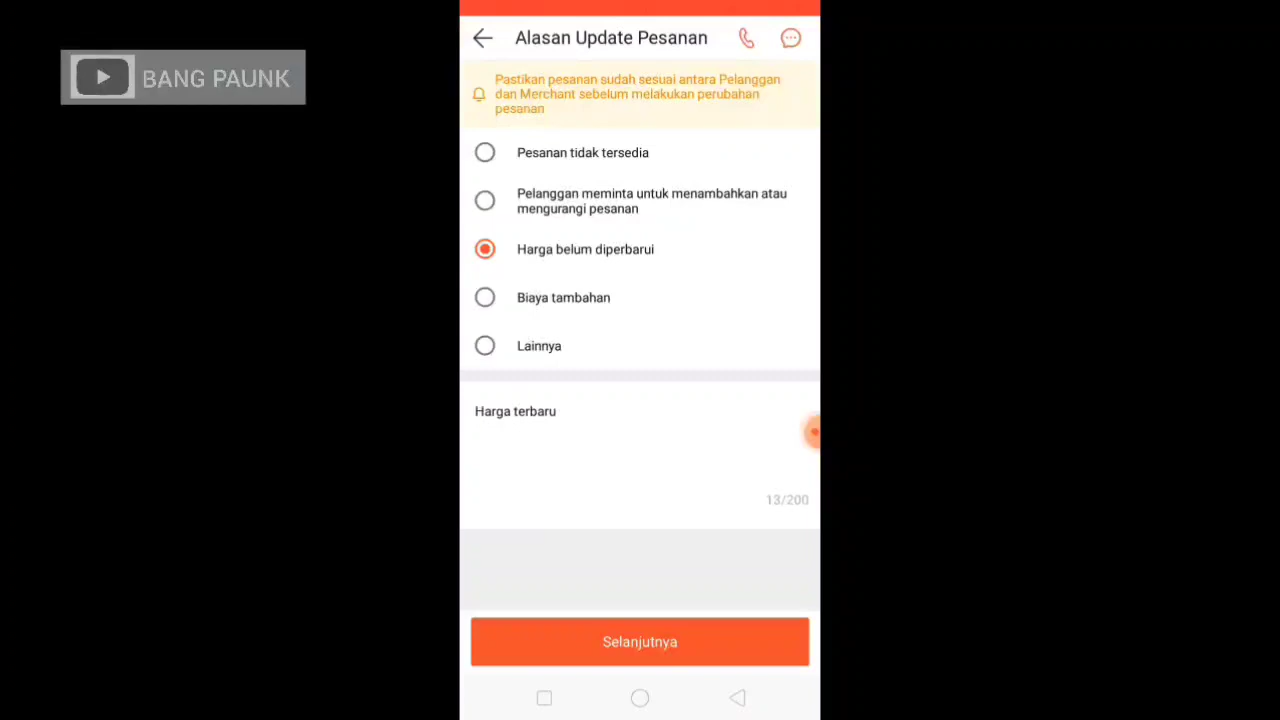 BANG PAUNK
Alasan Update Pesanan
Pastikan pesanan sudah sesuai antara Pelanggan
dan Merchant sebelum melakukan perubahan
pesanan
Pesanan tidak tersedia
Pelanggan meminta untuk menambahkan atau
mengurangi pesanan
Harga belum diperbarui
Biaya tambahan
Lainnya
Harga terbaru
13/200
Selanjutnya